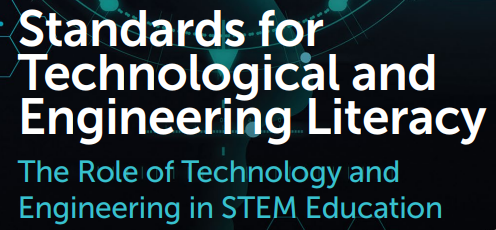 Standards for
Technological and
Engineering Literacy
The Role of Technology and
Engineering in STEM Education